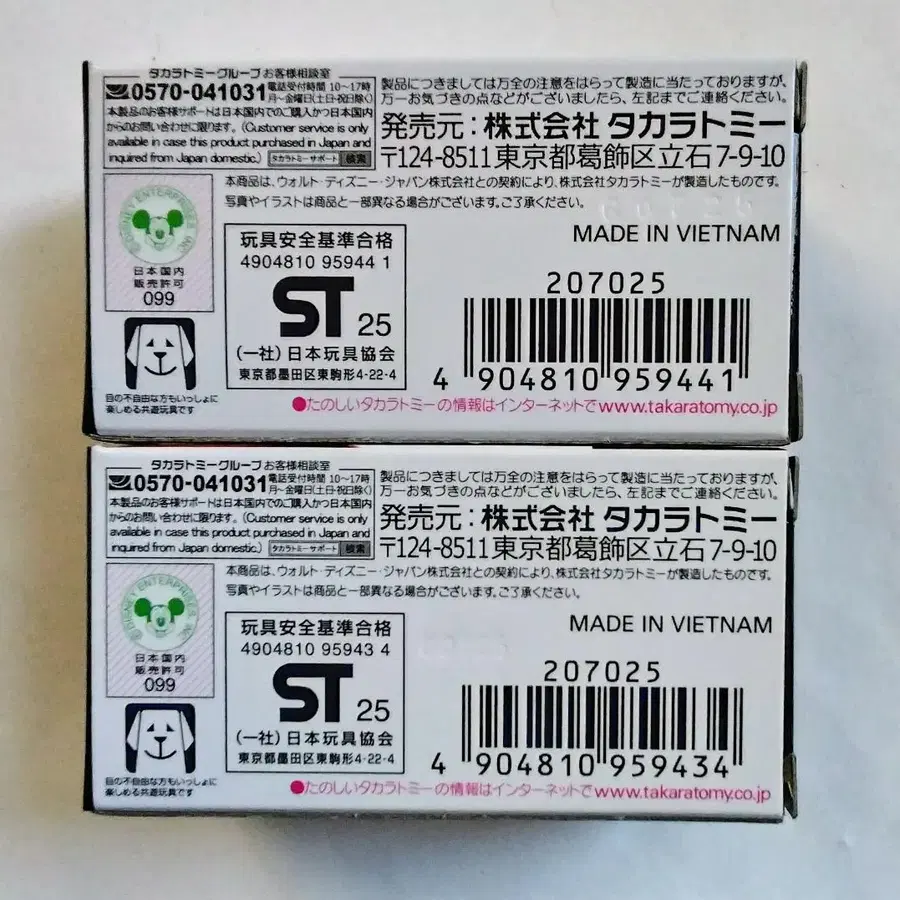 タカラトミーグループお客様相談室
0570-041031 電話受付時間 10〜17時
月〜金曜日(土・日・祝日除く)
本製品のお客様サポートは日本国内でのご購入かつ日本国内
からのお問い合わせに限ります。(Customer service is only
available in case this product purchased in Japan and
inquired from Japan domestic.) タカラトミーサポート 検索
製品につきましては万全の注意をはらって製造に当たっておりますが、
万一お気づきの点などがございましたら、左記までご連絡ください。
発売元：株式会社 タカラトミー
〒124-8511 東京都葛飾区立石7-9-10
本商品は、ウォルト・ディズニー・ジャパン株式会社との契約により、株式会社タカラトミーが製造したものです。
写真やイラストは商品と一部異なる場合がございます。ご了承ください。
©DISNEY ENTERPRISES INC.
日本国内
販売許可
099
玩具安全基準合格
4904810 95944 1
ST 25
(一社)日本玩具協会
東京都墨田区東駒形4-22-4
MADE IN VIETNAM
207025
4 904810 959441
目の不自由な方もいっしょに
楽しめる共遊玩具です
●たのしいタカラトミーの情報はインターネットで www.takaratomy.co.jp
タカラトミーグループお客様相談室
0570-041031 電話受付時間 10〜17時
月〜金曜日(土・日・祝日除く)
本製品のお客様サポートは日本国内でのご購入かつ日本国内
からのお問い合わせに限ります。(Customer service is only
available in case this product purchased in Japan and
inquired from Japan domestic.) タカラトミーサポート 検索
製品につきましては万全の注意をはらって製造に当たっておりますが、
万一お気づきの点などがございましたら、左記までご連絡ください。
発売元：株式会社 タカラトミー
〒124-8511 東京都葛飾区立石7-9-10
本商品は、ウォルト・ディズニー・ジャパン株式会社との契約により、株式会社タカラトミーが製造したものです。
写真やイラストは商品と一部異なる場合がございます。ご了承ください。
©DISNEY ENTERPRISES INC.
日本国内
販売許可
099
玩具安全基準合格
4904810 95943 4
ST 25
(一社)日本玩具協会
東京都墨田区東駒形4-22-4
MADE IN VIETNAM
207025
4 904810 959434
目の不自由な方もいっしょに
楽しめる共遊玩具です
●たのしいタカラトミーの情報はインターネットで www.takaratomy.co.jp